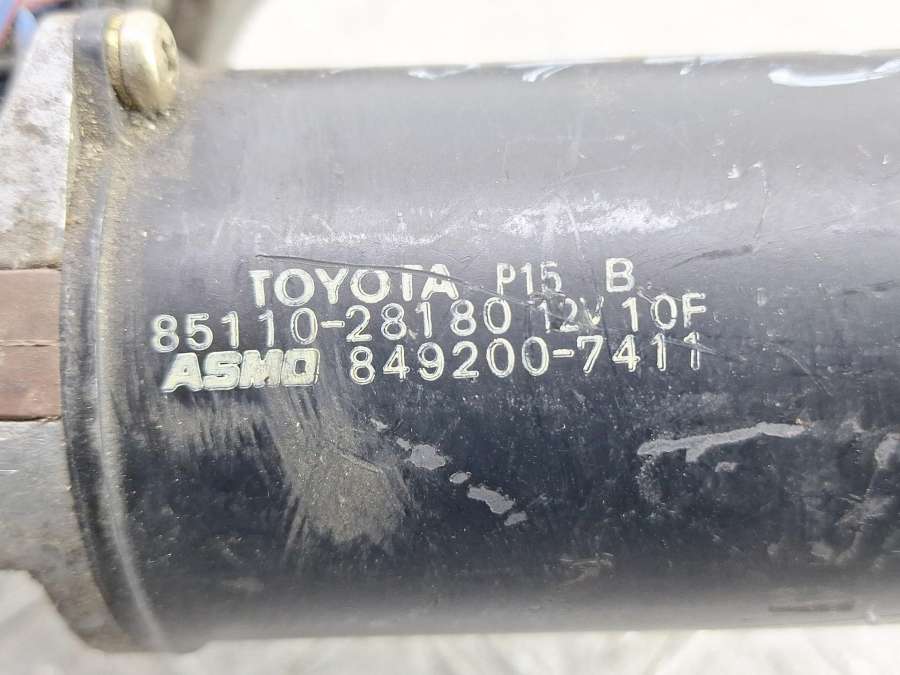 TOYOTA P15 B
85110-28180 12V 10F
ASMO 849200-7411